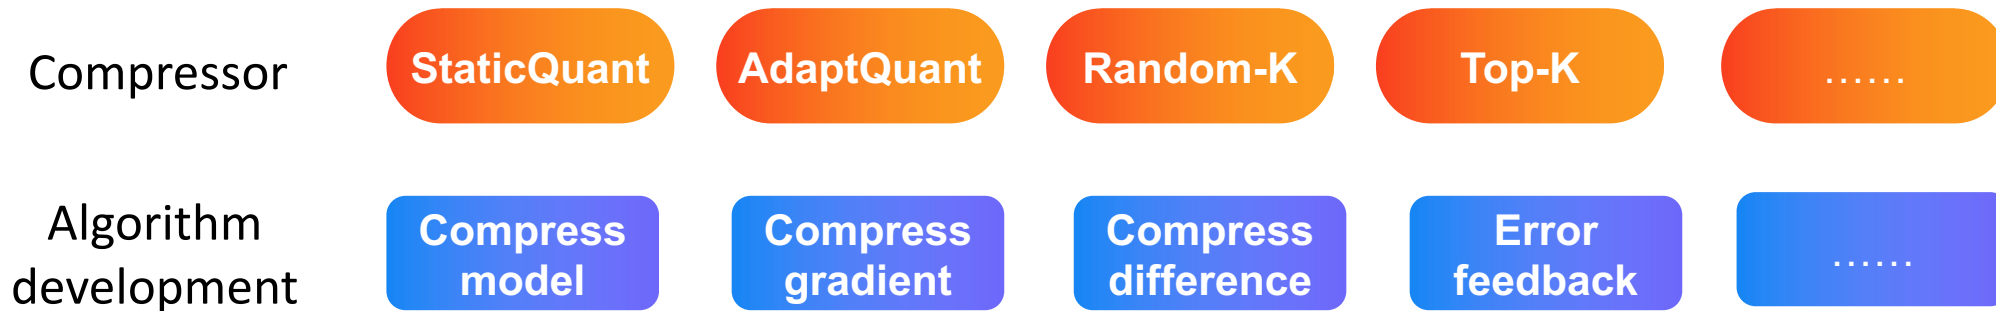 Compressor
StaticQuant
AdaptQuant
Random-K
Top-K
......
Algorithm
development
Compress
model
Compress
gradient
Compress
difference
Error
feedback
......